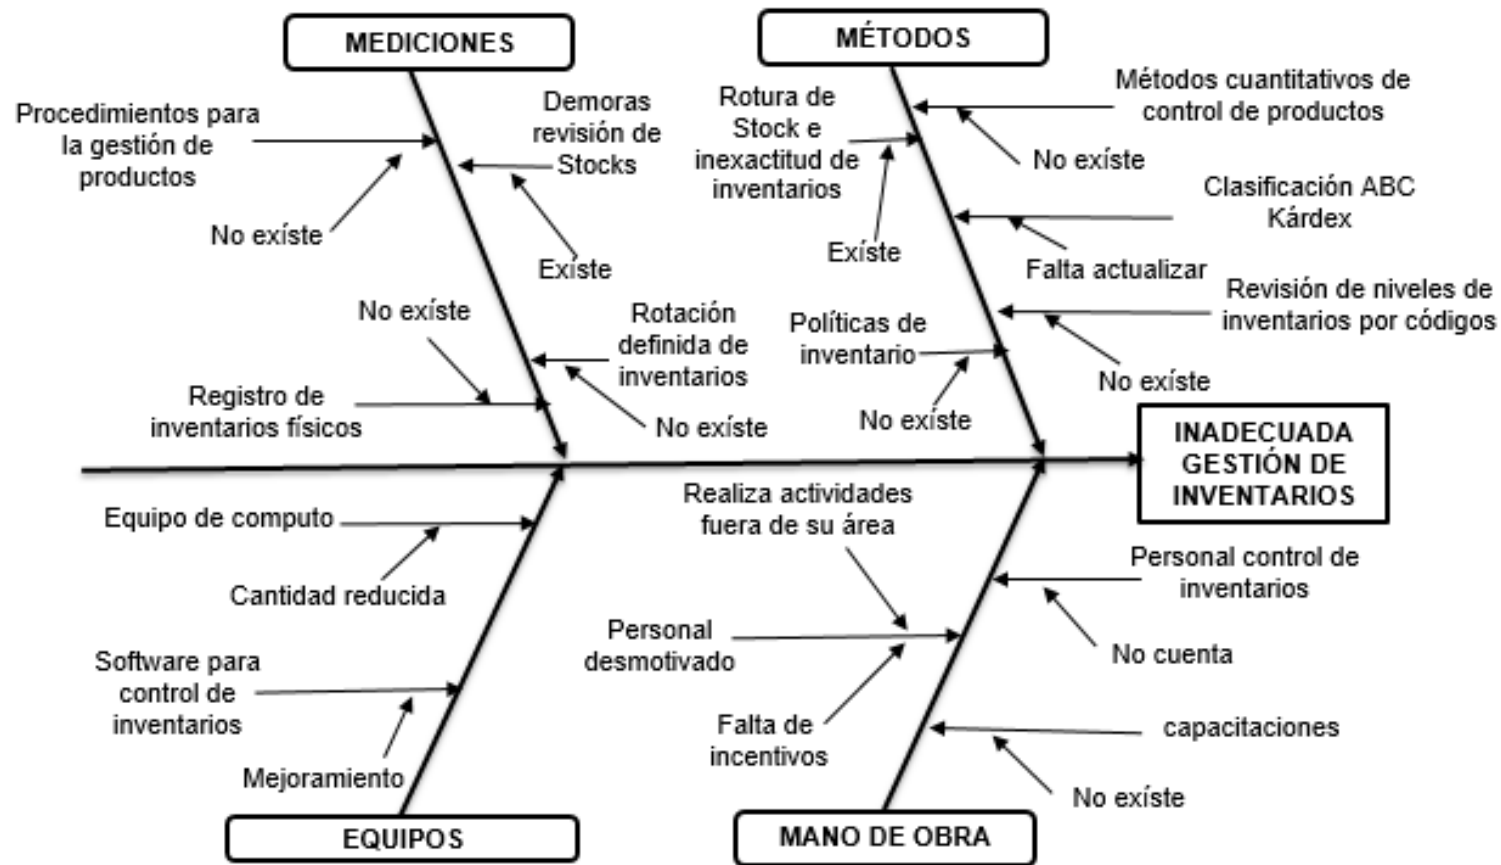 MEDICIONES
Procedimientos para
la gestión de
productos
No exíste
Demoras
revisión de
Stocks
Exíste
No exíste
Registro de
inventarios físicos
Rotación
definida de
inventarios
No exíste
MÉTODOS
Rotura de
Stock e
inexactitud de
inventarios
Exíste
Métodos cuantitativos de
control de productos
No exíste
Clasificación ABC
Kárdex
Falta actualizar
Revisión de niveles de
inventarios por códigos
No exíste
Políticas de
inventario
No exíste
INADECUADA
GESTIÓN DE
INVENTARIOS
Equipo de computo
Cantidad reducida
Software para
control de
inventarios
Mejoramiento
EQUIPOS
Realiza actividades
fuera de su área
Personal
desmotivado
Falta de
incentivos
Personal control de
inventarios
No cuenta
capacitaciones
No exíste
MANO DE OBRA